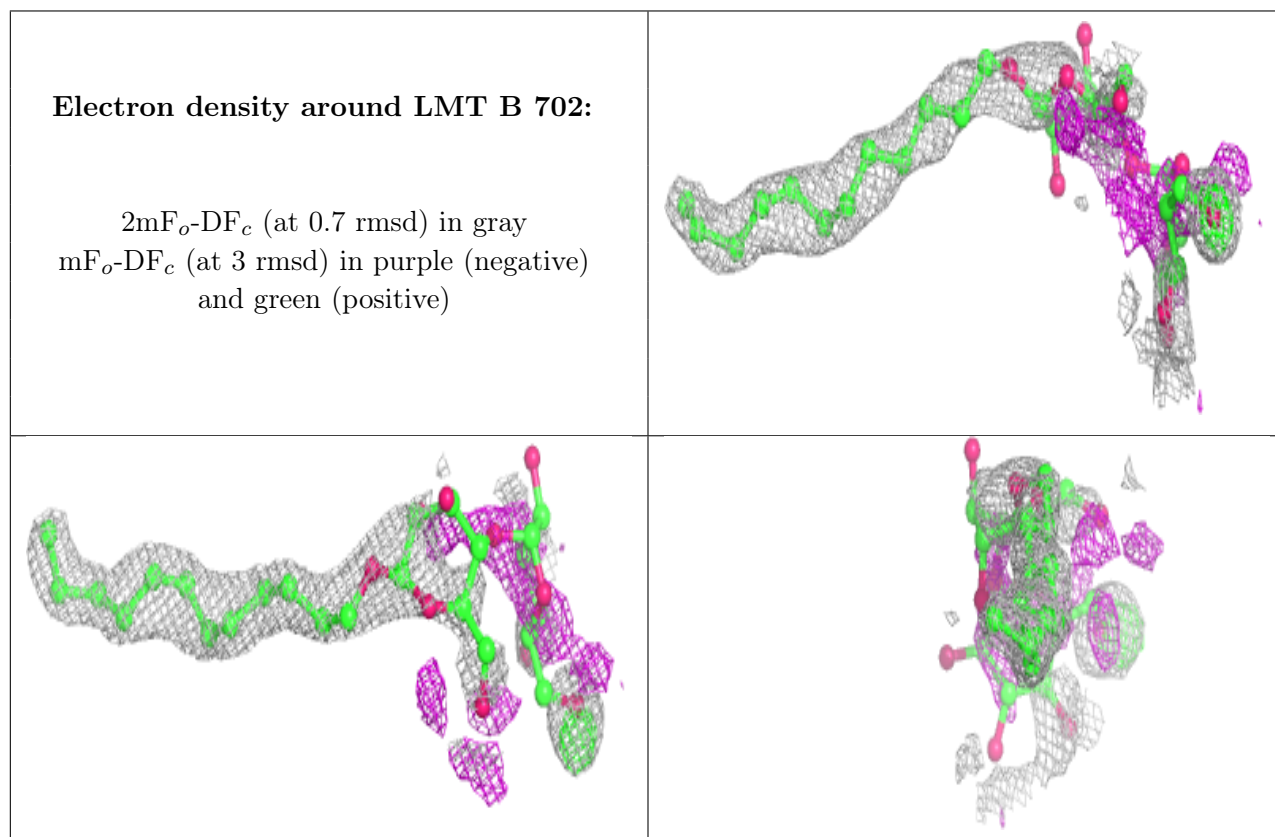 Electron density around LMT B 702:
2mF$_o$-DF$_c$ (at 0.7 rmsd) in gray
mF$_o$-DF$_c$ (at 3 rmsd) in purple (negative)
and green (positive)